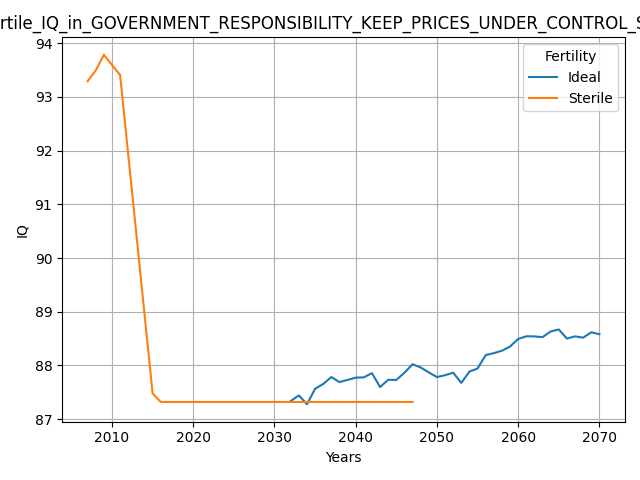 rtile_IQ_in_GOVERNMENT_RESPONSIBILITY_KEEP_PRICES_UNDER_CONTROL_S
94
93
92
91
90
89
88
87
IQ
Fertility
Ideal
Sterile
2010 2020 2030 2040 2050 2060 2070
Years